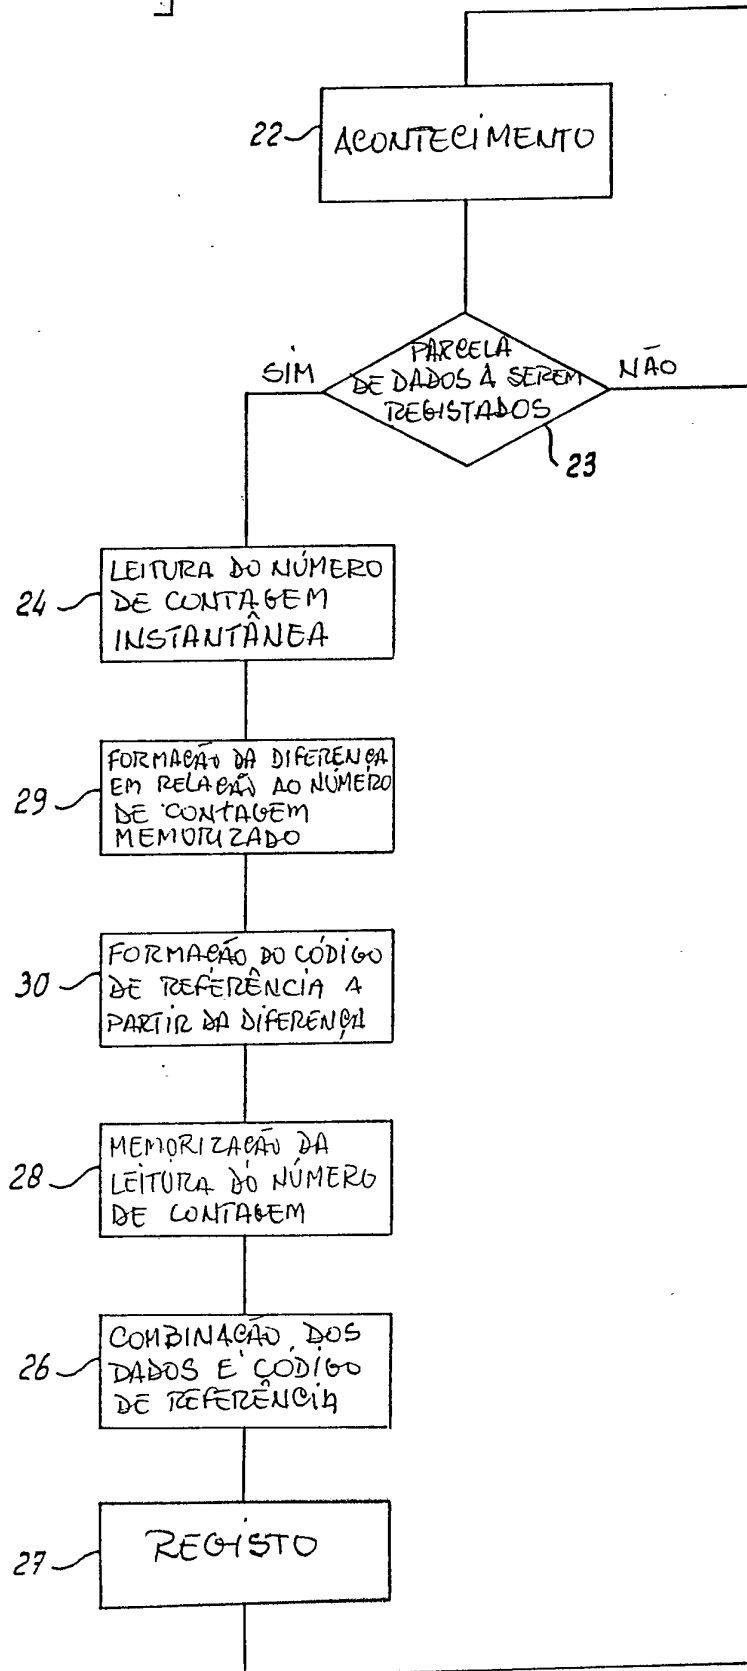 22
ACONTECIMENTO
SIM
PARCELA
DE DADOS A SEREM
REGISTADOS
NÃO
23
24
LEITURA DO NÚMERO
DE CONTAGEM
INSTANTÂNEA
29
FORMAÇÃO DA DIFERENÇA
EM RELAÇÃO AO NÚMERO
DE CONTAGEM
MEMORIZADO
30
FORMAÇÃO DO CÓDIGO
DE REFERÊNCIA A
PARTIR DA DIFERENÇA
28
MEMORIZAÇÃO DA
LEITURA DO NÚMERO
DE CONTAGEM
26
COMBINAÇÃO DOS
DADOS E CÓDIGO
DE REFERÊNCIA
27
REGISTO